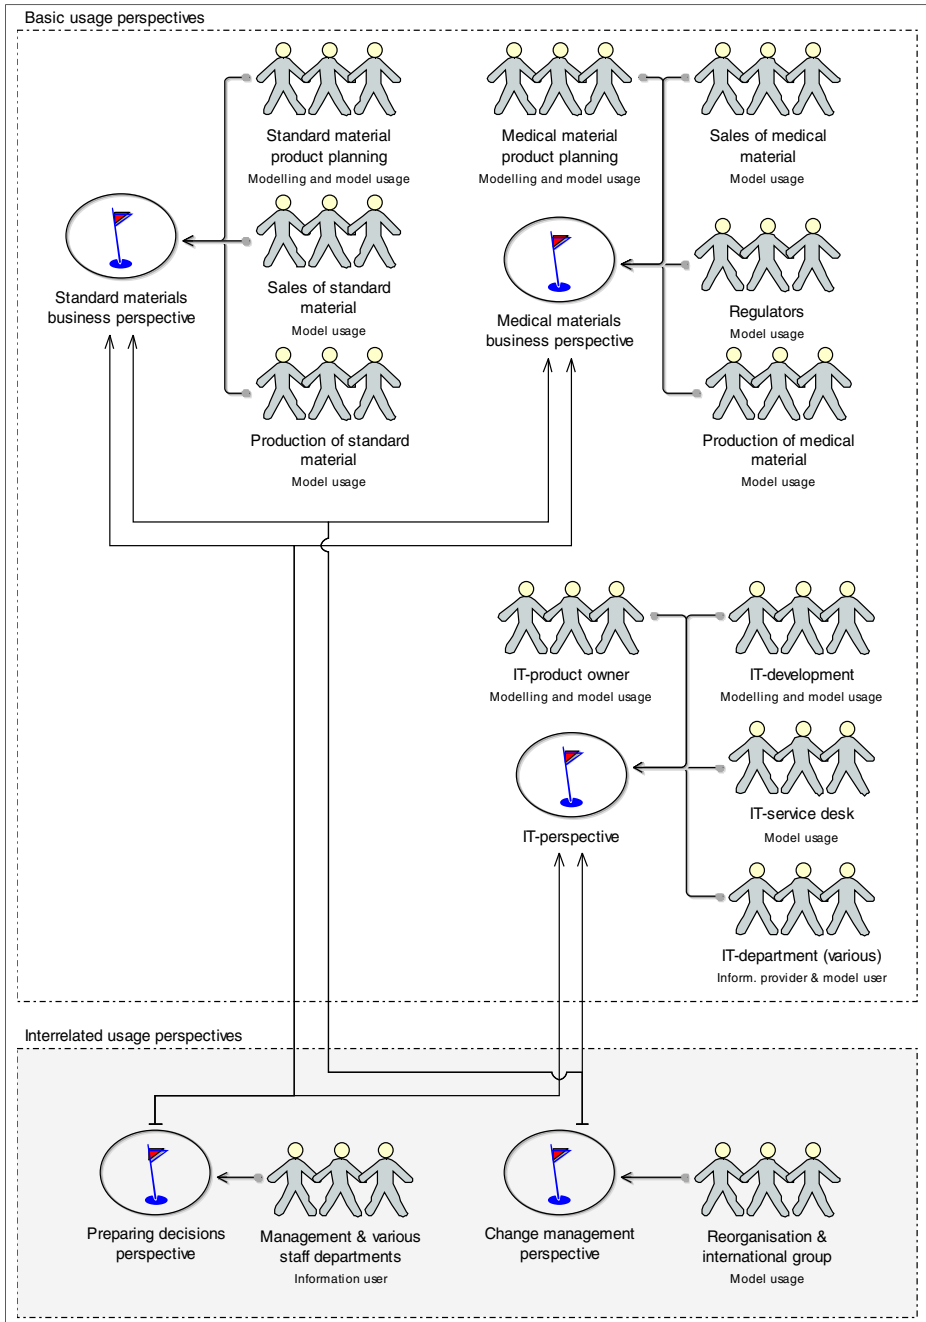 Basic usage perspectives
Standard material
product planning
Modelling and model usage
Medical material
product planning
Modelling and model usage
Sales of medical
material
Model usage
Standard materials
business perspective
Sales of standard
material
Model usage
Medical materials
business perspective
Regulators
Model usage
Production of standard
material
Model usage
Production of medical
material
Model usage
IT-product owner
Modelling and model usage
IT-development
Modelling and model usage
IT-perspective
IT-service desk
Model usage
IT-department (various)
Inform. provider & model user
Interrelated usage perspectives
Preparing decisions
perspective
Management & various
staff departments
Information user
Change management
perspective
Reorganisation &
international group
Model usage